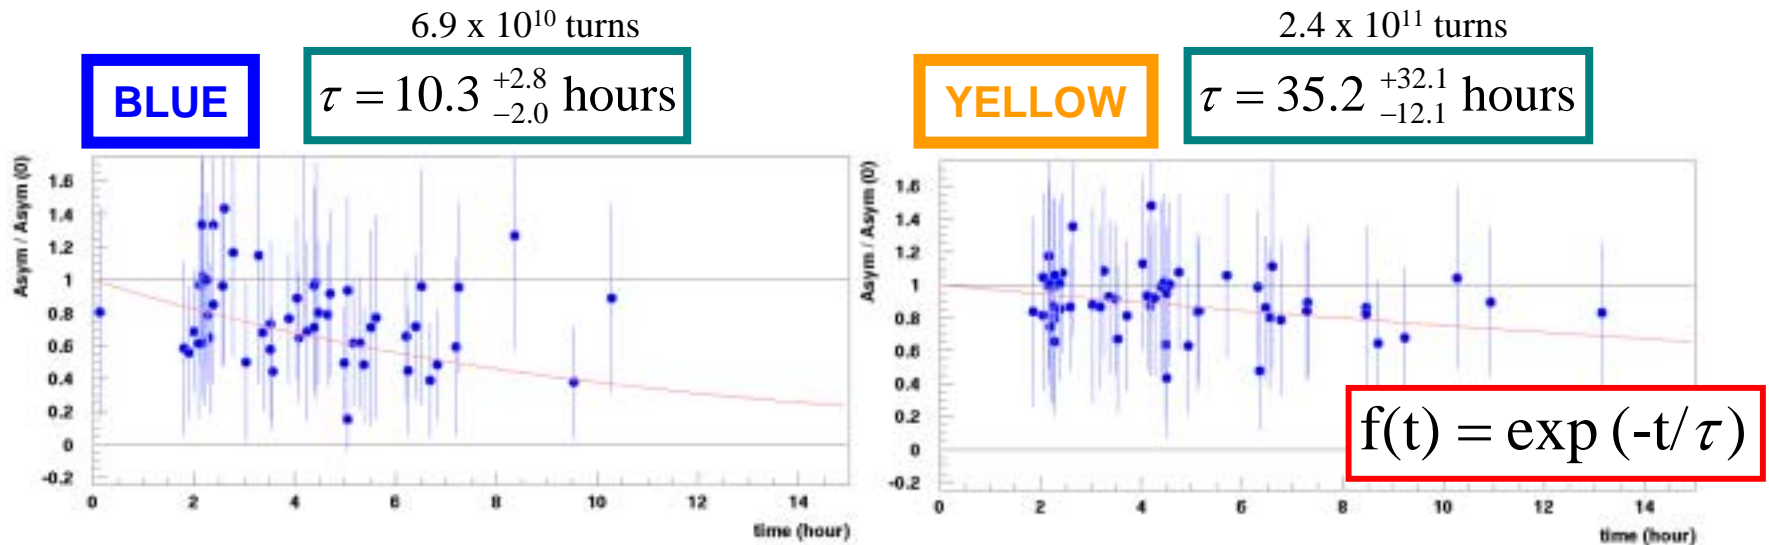 6.9 x 10¹⁰ turns
BLUE
τ = 10.3 +2.8 −2.0 hours
Asym / Asym (0)
1.6
1.4
1.2
1
0.8
0.6
0.4
0.2
0
-0.2
0 2 4 6 8 10 12 14
time (hour)
2.4 x 10¹¹ turns
YELLOW
τ = 35.2 +32.1 −12.1 hours
Asym / Asym (0)
1.6
1.4
1.2
1
0.8
0.6
0.4
0.2
0
-0.2
0 2 4 6 8 10 12 14
time (hour)
f(t) = exp (-t/τ)